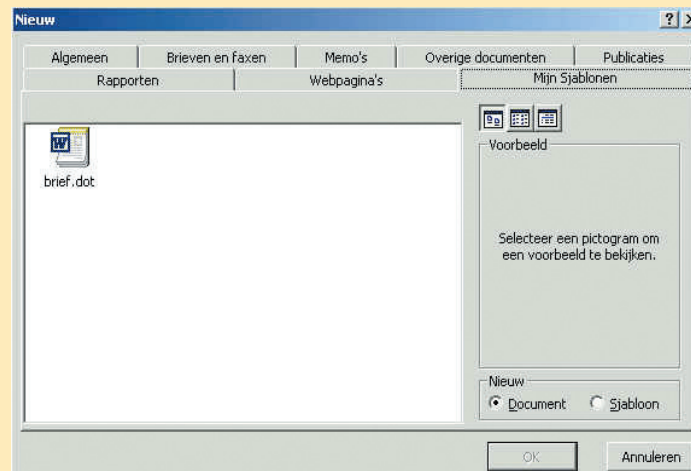 Nieuw
Algemeen Brieven en faxen Memo's Overige documenten Publicaties
Rapporten Webpagina's Mijn Sjablonen
brief.dot
Voorbeeld
Selecteer een pictogram om
een voorbeeld te bekijken.
Nieuw
Document Sjabloon
OK Annuleren